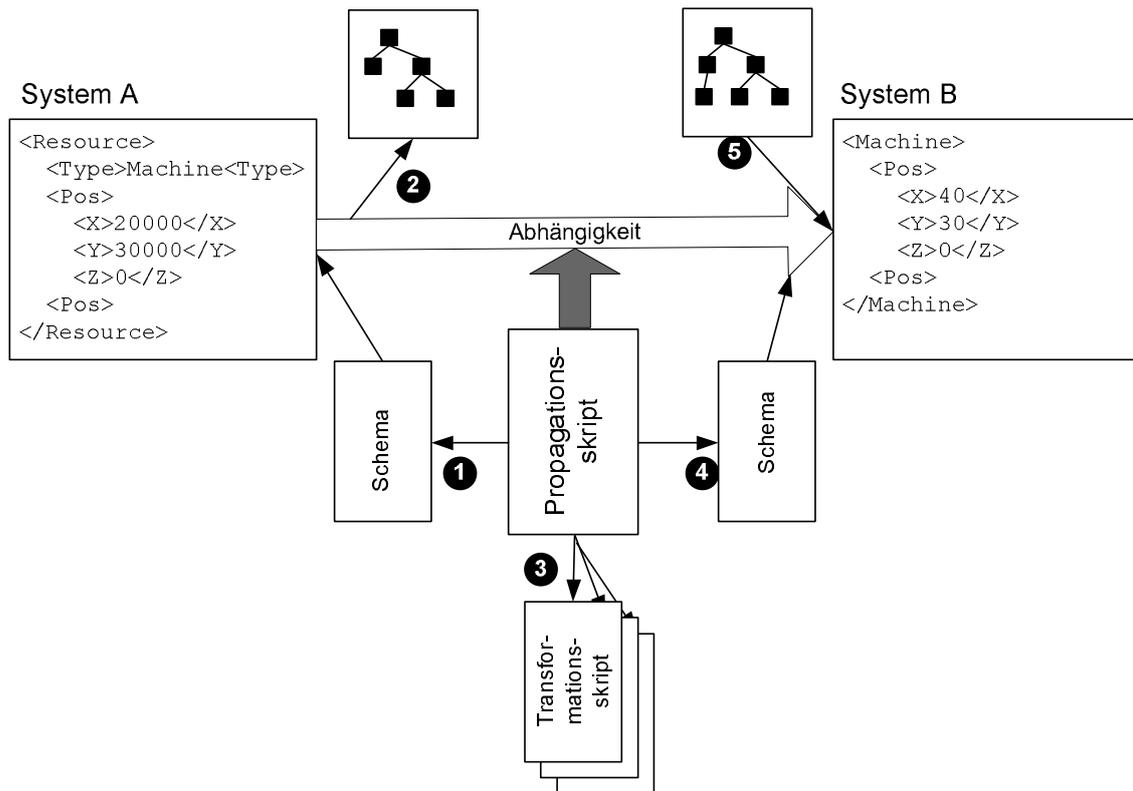 System A
<Resource>
<Type>Machine<Type>
<Pos>
<X>20000</X>
<Y>30000</Y>
<Z>0</Z>
<Pos>
</Resource>
2
5
System B
<Machine>
<Pos>
<X>40</X>
<Y>30</Y>
<Z>0</Z>
<Pos>
</Machine>
Abhängigkeit
Schema
1
Propagations-
skript
4
Schema
3
Transfor-
mations-
skript